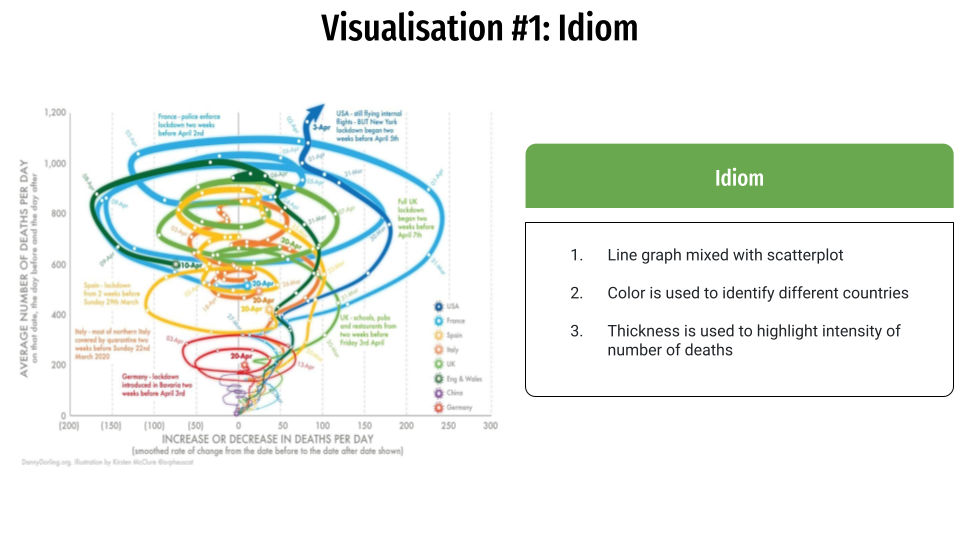 Visualisation #1: Idiom
AVERAGE NUMBER OF DEATHS PER DAY
on that date, the day before and the day after
1,200
1,000
800
600
400
200
0
(200)
(150)
(100)
(50)
0
50
100
150
200
250
300
INCREASE OR DECREASE IN DEATHS PER DAY
(smoothed rate of change from the date before to the date after date shown)
France - police enforce
lockdown two weeks
before April 2nd
USA - still flying internal
flights - BUT New York
lockdown began two
weeks before April 5th
3-Apr
Full UK
lockdown
began two
weeks before
April 7th
Spain - lockdown
from 2 weeks before
Sunday 29th March
Italy - most of northern Italy
covered by quarantine two
weeks before Sunday 22nd
March 2020
Germany - lockdown
introduced in Bavaria two
weeks before April 3rd
UK - schools, pubs
and restaurants from
two weeks before
Friday 3rd April
10-Apr
20-Apr
20-Apr
20-Apr
20-Apr
20-Apr
USA
France
Spain
Italy
UK
Eng & Wales
China
Germany
DannyDorling.org, illustration by Kirsten McClure @orpheuscat
Idiom
1. Line graph mixed with scatterplot
2. Color is used to identify different countries
3. Thickness is used to highlight intensity of
number of deaths